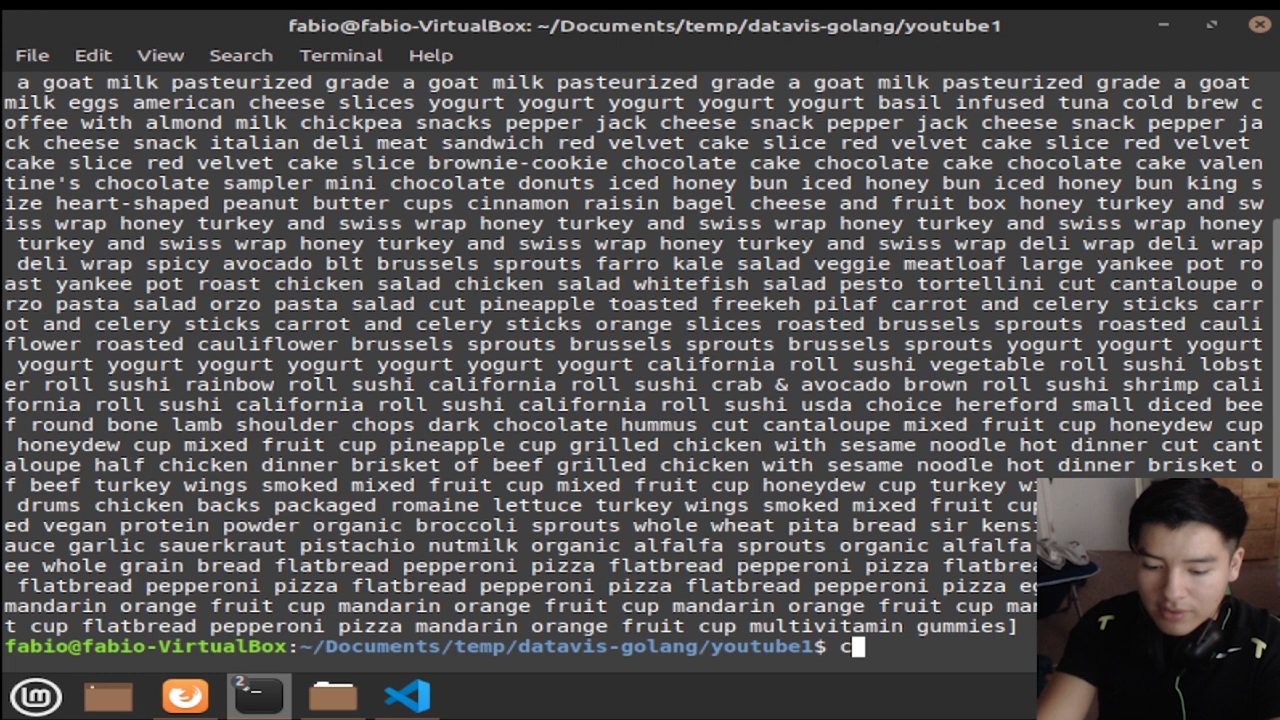 fabio@fabio-VirtualBox: ~/Documents/temp/datavis-golang/youtube1
File Edit View Search Terminal Help
a goat milk pasteurized grade a goat milk pasteurized grade a goat milk pasteurized grade a goat
milk eggs american cheese slices yogurt yogurt yogurt yogurt yogurt basil infused tuna cold brew c
offee with almond milk chickpea snacks pepper jack cheese snack pepper jack cheese snack pepper ja
ck cheese snack italian deli meat sandwich red velvet cake slice red velvet cake slice red velvet
cake slice red velvet cake slice brownie-cookie chocolate cake chocolate cake chocolate cake valen
tine's chocolate sampler mini chocolate donuts iced honey bun iced honey bun iced honey bun king s
ize heart-shaped peanut butter cups cinnamon raisin bagel cheese and fruit box honey turkey and sw
iss wrap honey turkey and swiss wrap honey turkey and swiss wrap honey turkey and swiss wrap honey
turkey and swiss wrap honey turkey and swiss wrap honey turkey and swiss wrap deli wrap deli wrap
deli wrap spicy avocado blt brussels sprouts farro kale salad veggie meatloaf large yankee pot ro
ast yankee pot roast chicken salad chicken salad whitefish salad pesto tortellini cut cantaloupe o
rzo pasta salad orzo pasta salad cut pineapple toasted freekeh pilaf carrot and celery sticks carr
ot and celery sticks carrot and celery sticks orange slices roasted brussels sprouts roasted cauli
flower roasted cauliflower brussels sprouts brussels sprouts brussels sprouts yogurt yogurt yogurt
yogurt yogurt yogurt yogurt yogurt yogurt yogurt california roll sushi vegetable roll sushi lobst
er roll sushi rainbow roll sushi california roll sushi crab & avocado brown roll sushi shrimp cali
fornia roll sushi california roll sushi california roll sushi usda choice hereford small diced bee
f round bone lamb shoulder chops dark chocolate hummus cut cantaloupe mixed fruit cup honeydew cup
honeydew cup mixed fruit cup pineapple cup grilled chicken with sesame noodle hot dinner cut cant
aloupe half chicken dinner brisket of beef grilled chicken with sesame noodle hot dinner brisket o
f beef turkey wings smoked mixed fruit cup mixed fruit cup honeydew cup turkey wi
drums chicken backs packaged romaine lettuce turkey wings smoked mixed fruit cup
ed vegan protein powder organic broccoli sprouts whole wheat pita bread sir kensi
auce garlic sauerkraut pistachio nutmilk organic alfalfa sprouts organic alfalfa
ee whole grain bread flatbread pepperoni pizza flatbread pepperoni pizza flatbrea
flatbread pepperoni pizza flatbread pepperoni pizza flatbread pepperoni pizza eg
mandarin orange fruit cup mandarin orange fruit cup mandarin orange fruit cup man
t cup flatbread pepperoni pizza mandarin orange fruit cup multivitamin gummies]
fabio@fabio-VirtualBox:~/Documents/temp/datavis-golang/youtube1$ c
2